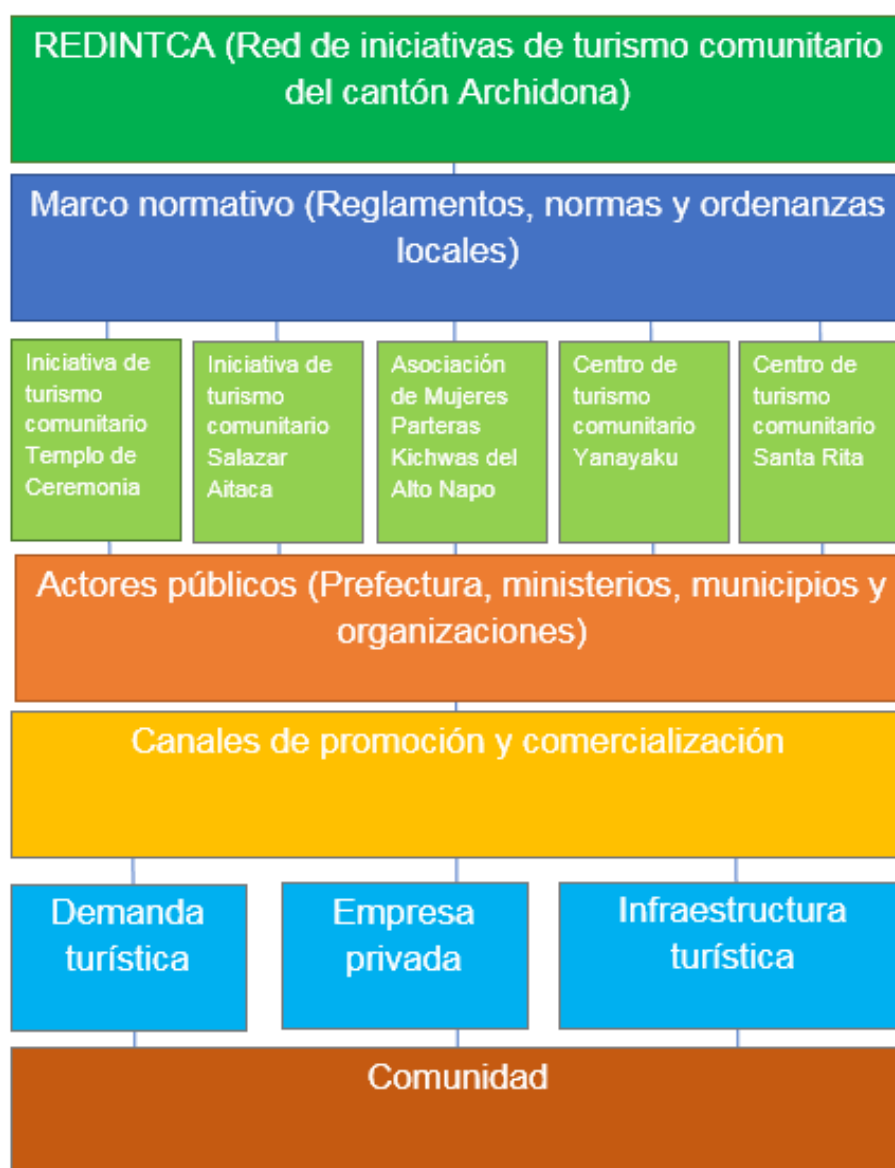 REDINTCA (Red de iniciativas de turismo comunitario
del cantón Archidona)
Marco normativo (Reglamentos, normas y ordenanzas
locales)
Iniciativa de
turismo
comunitario
Templo de
Ceremonia
Iniciativa de
turismo
comunitario
Salazar
Aitaca
Asociación
de Mujeres
Parteras
Kichwas del
Alto Napo
Centro de
turismo
comunitario
Yanayaku
Centro de
turismo
comunitario
Santa Rita
Actores públicos (Prefectura, ministerios, municipios y
organizaciones)
Canales de promoción y comercialización
Demanda
turística
Empresa
privada
Infraestructura
turística
Comunidad